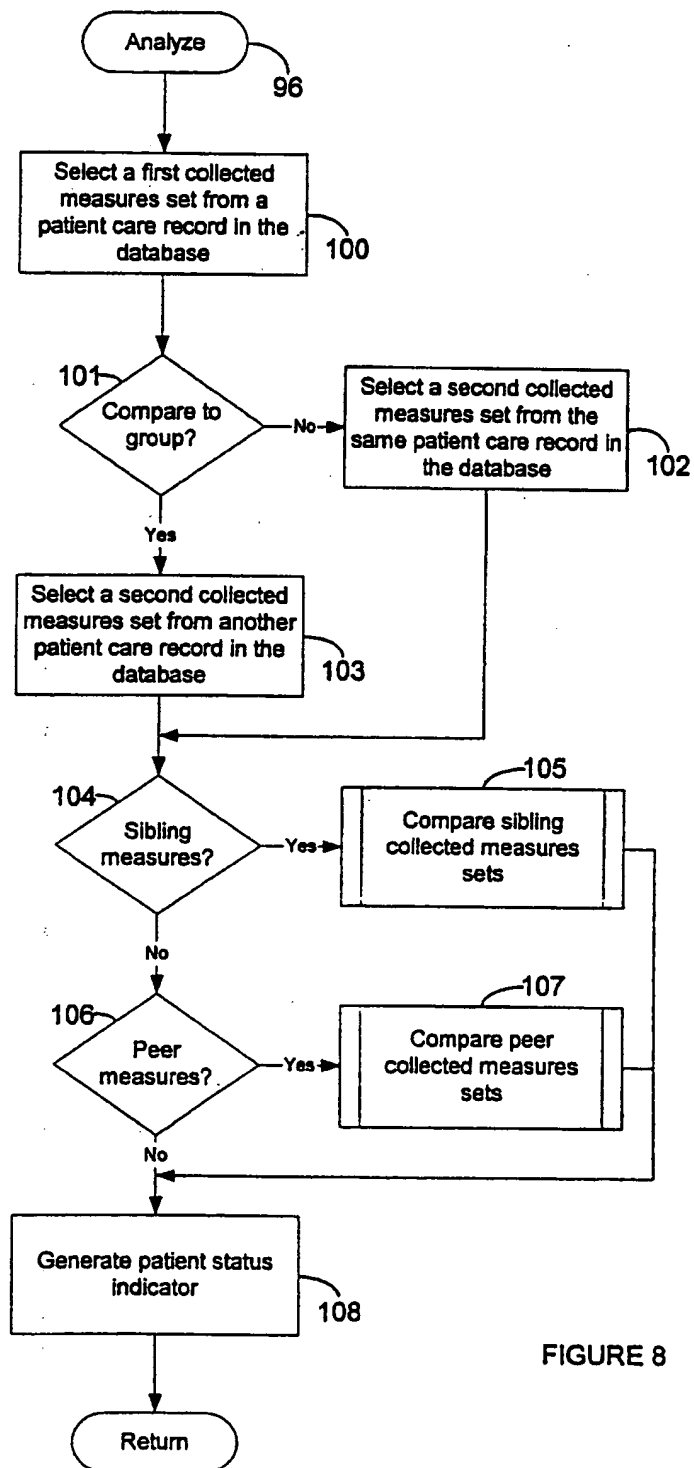 Analyze
96
Select a first collected
measures set from a
patient care record in the
database
100
101
Compare to
group?
No
Select a second collected
measures set from the
same patient care record in
the database
102
Yes
Select a second collected
measures set from another
patient care record in the
database
103
104
Sibling
measures?
Yes
105
Compare sibling
collected measures
sets
No
106
Peer
measures?
Yes
107
Compare peer
collected measures
sets
No
Generate patient status
indicator
108
FIGURE 8
Return